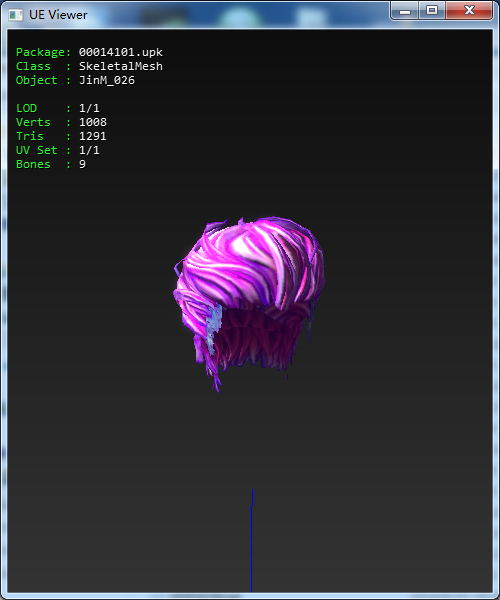 UE Viewer
Package: 00014101.upk
Class : SkeletalMesh
Object : JinM_026
LOD : 1/1
Verts : 1008
Tris : 1291
UV Set : 1/1
Bones : 9